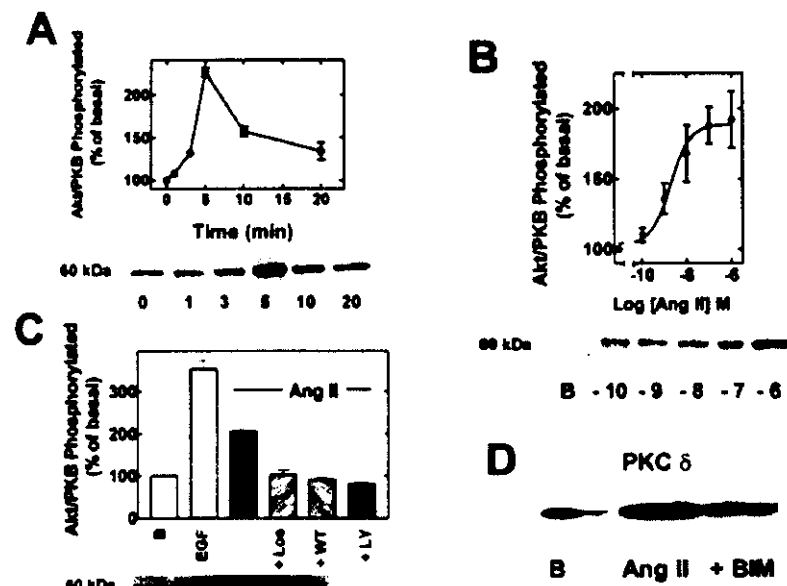 A
Akt/PKB Phosphorylated
(% of basal)
200
150
100
0 5 10 15 20
Time (min)
60 kDa
0 1 3 5 10 20
B
Akt/PKB Phosphorylated
(% of basal)
200
150
100
-10 -8 -6
Log [Ang II] M
60 kDa
B -10 -9 -8 -7 -6
C
Akt/PKB Phosphorylated
(% of basal)
300
200
100
0
Ang II
B EGF + Los + WT + LY
60 kDa
D
PKC δ
B Ang II + BIM